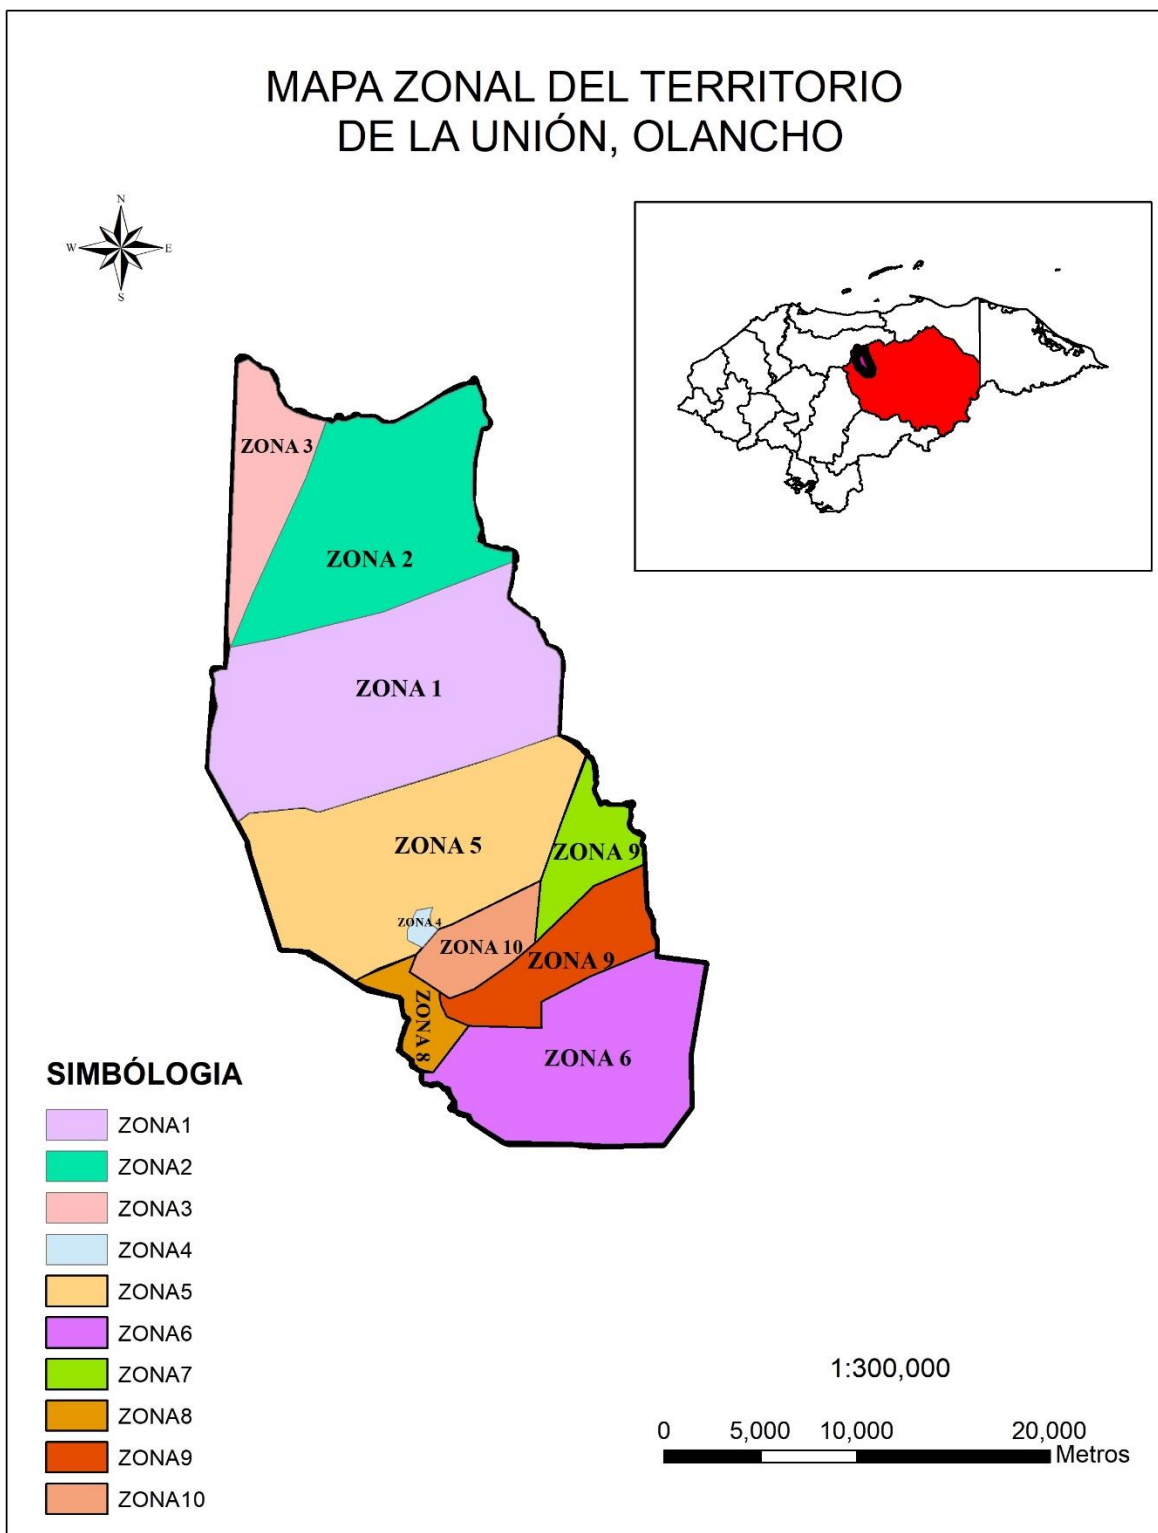 MAPA ZONAL DEL TERRITORIO
DE LA UNIÓN, OLANCHO
N
W
E
S
ZONA 3
ZONA 2
ZONA 1
ZONA 5
ZONA 9
ZONA 4
ZONA 10
ZONA 9
ZONA 8
ZONA 6
SIMBÓLOGIA
ZONA1
ZONA2
ZONA3
ZONA4
ZONA5
ZONA6
ZONA7
ZONA8
ZONA9
ZONA10
1:300,000
0 5,000 10,000 20,000
Metros